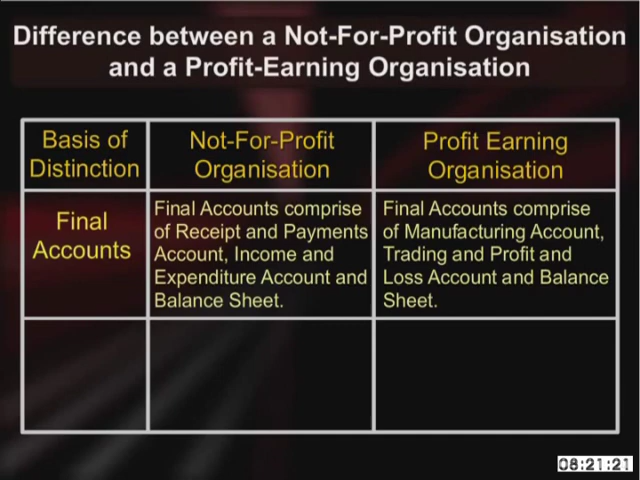 Difference between a Not-For-Profit Organisation
and a Profit-Earning Organisation
Basis of
Distinction
Not-For-Profit
Organisation
Profit Earning
Organisation
Final
Accounts
Final Accounts comprise
of Receipt and Payments
Account, Income and
Expenditure Account and
Balance Sheet.
Final Accounts comprise
of Manufacturing Account,
Trading and Profit and
Loss Account and Balance
Sheet.
08:21:21